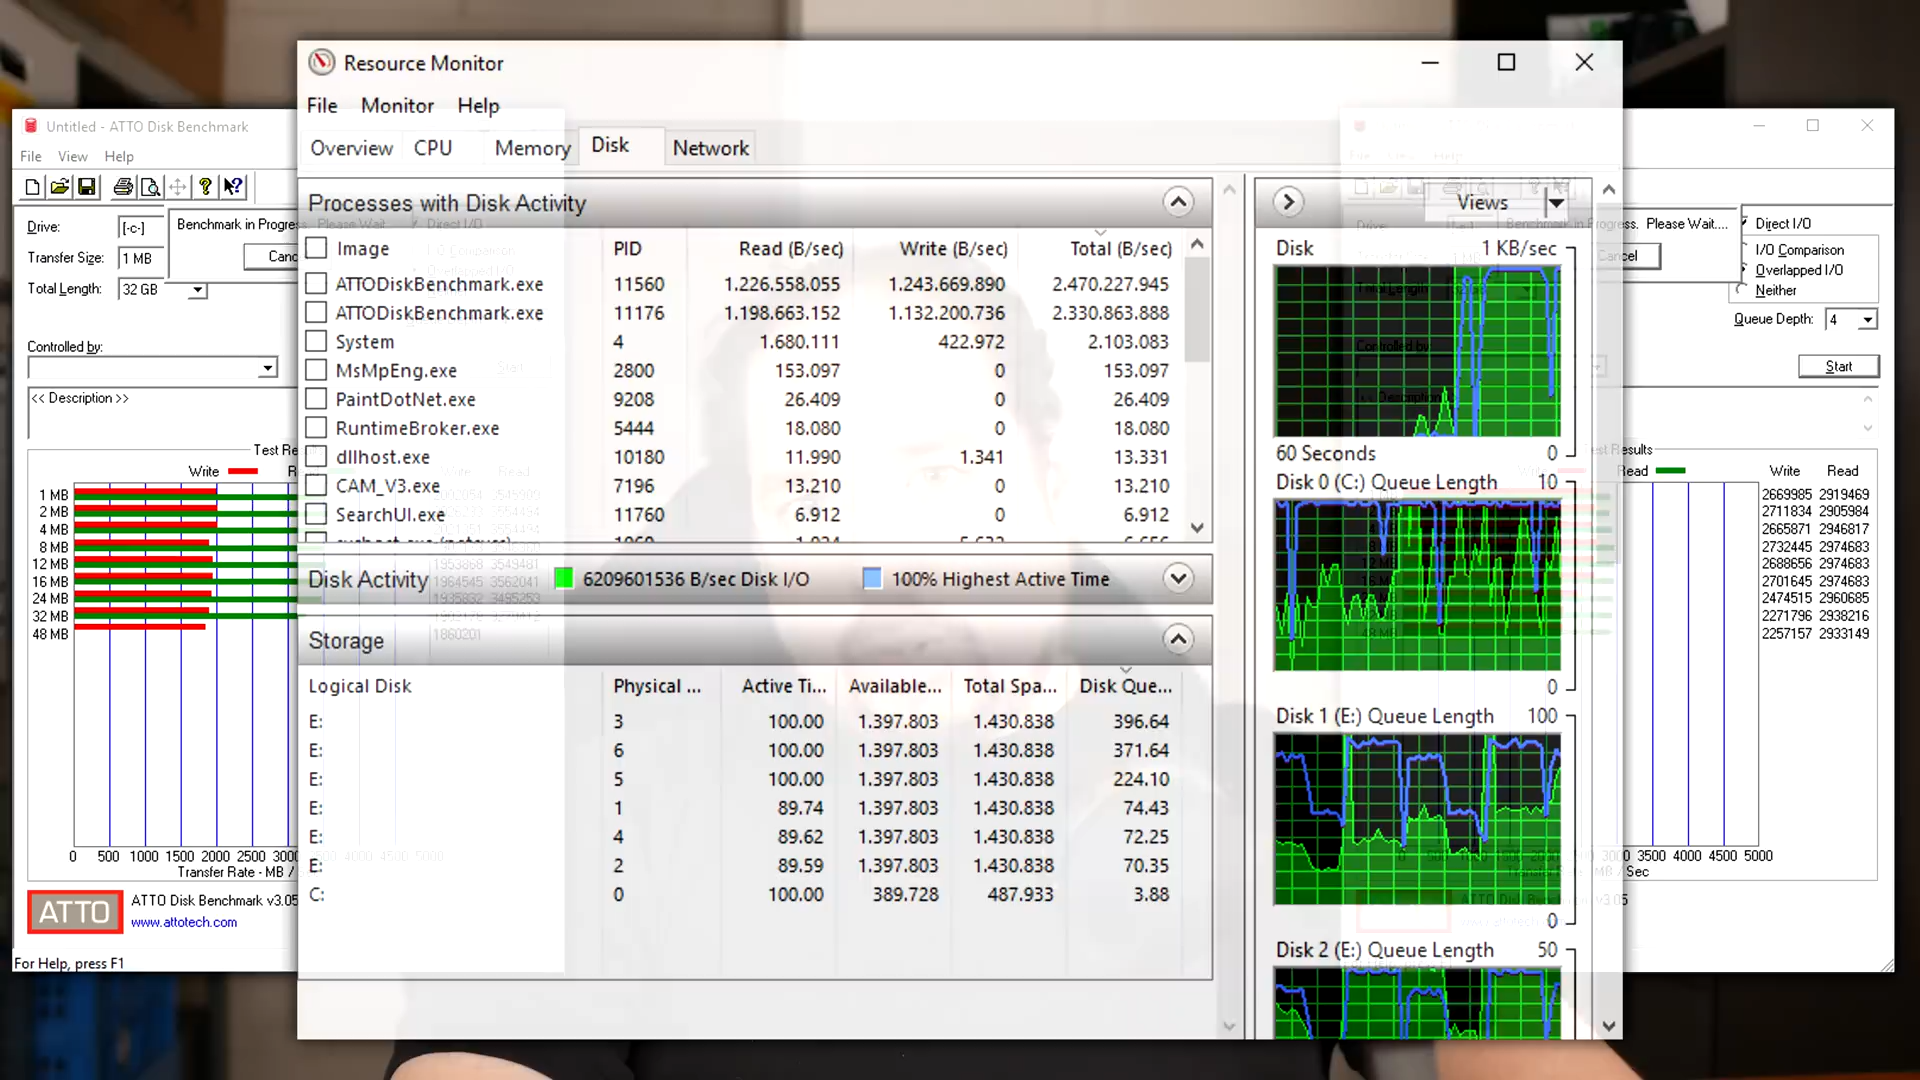 Resource Monitor
File Monitor Help
Overview CPU Memory Disk Network
Processes with Disk Activity
Image PID Read (B/sec) Write (B/sec) Total (B/sec)
ATTODiskBenchmark.exe 11560 1.226.558.055 1.243.669.890 2.470.227.945
ATTODiskBenchmark.exe 11176 1.198.663.152 1.132.200.736 2.330.863.888
System 4 1.680.111 422.972 2.103.083
MsMpEng.exe 2800 153.097 0 153.097
PaintDotNet.exe 9208 26.409 0 26.409
RuntimeBroker.exe 5444 18.080 0 18.080
dllhost.exe 10180 11.990 1.341 13.331
CAM_V3.exe 7196 13.210 0 13.210
SearchUI.exe 11760 6.912 0 6.912
Disk Activity 6209601536 B/sec Disk I/O 100% Highest Active Time
Storage
Logical Disk Physical ... Active Ti... Available... Total Spa... Disk Que...
E: 3 100.00 1.397.803 1.430.838 396.64
E: 6 100.00 1.397.803 1.430.838 371.64
E: 5 100.00 1.397.803 1.430.838 224.10
E: 1 89.74 1.397.803 1.430.838 74.43
E: 4 89.62 1.397.803 1.430.838 72.25
E: 2 89.59 1.397.803 1.430.838 70.35
C: 0 100.00 389.728 487.933 3.88
Views
Disk 1 KB/sec
60 Seconds 0
Disk 0 (C:) Queue Length 10
0
Disk 1 (E:) Queue Length 100
0
Disk 2 (E:) Queue Length 50
Untitled - ATTO Disk Benchmark
File View Help
Drive: [-c-]
Benchmark in Progress. Please Wait
Transfer Size: 1 MB
Total Length: 32 GB
Controlled by:
<< Description >>
Write
1 MB
2 MB
4 MB
8 MB
12 MB
16 MB
24 MB
32 MB
48 MB
0 500 1000 1500 2000 2500 3000
Transfer Rate - MB /
ATTO
ATTO Disk Benchmark v3.05
www.attotech.com
For Help, press F1
Benchmark in Progress. Please Wait....
Direct I/O
I/O Comparison
Overlapped I/O
Neither
Queue Depth: 4
Start
Read
Write Read
2669985 2919469
2711834 2905984
2665871 2946817
2732445 2974683
2688656 2974683
2701645 2974683
2474515 2960685
2271796 2938216
2257157 2933149
3000 3500 4000 4500 5000